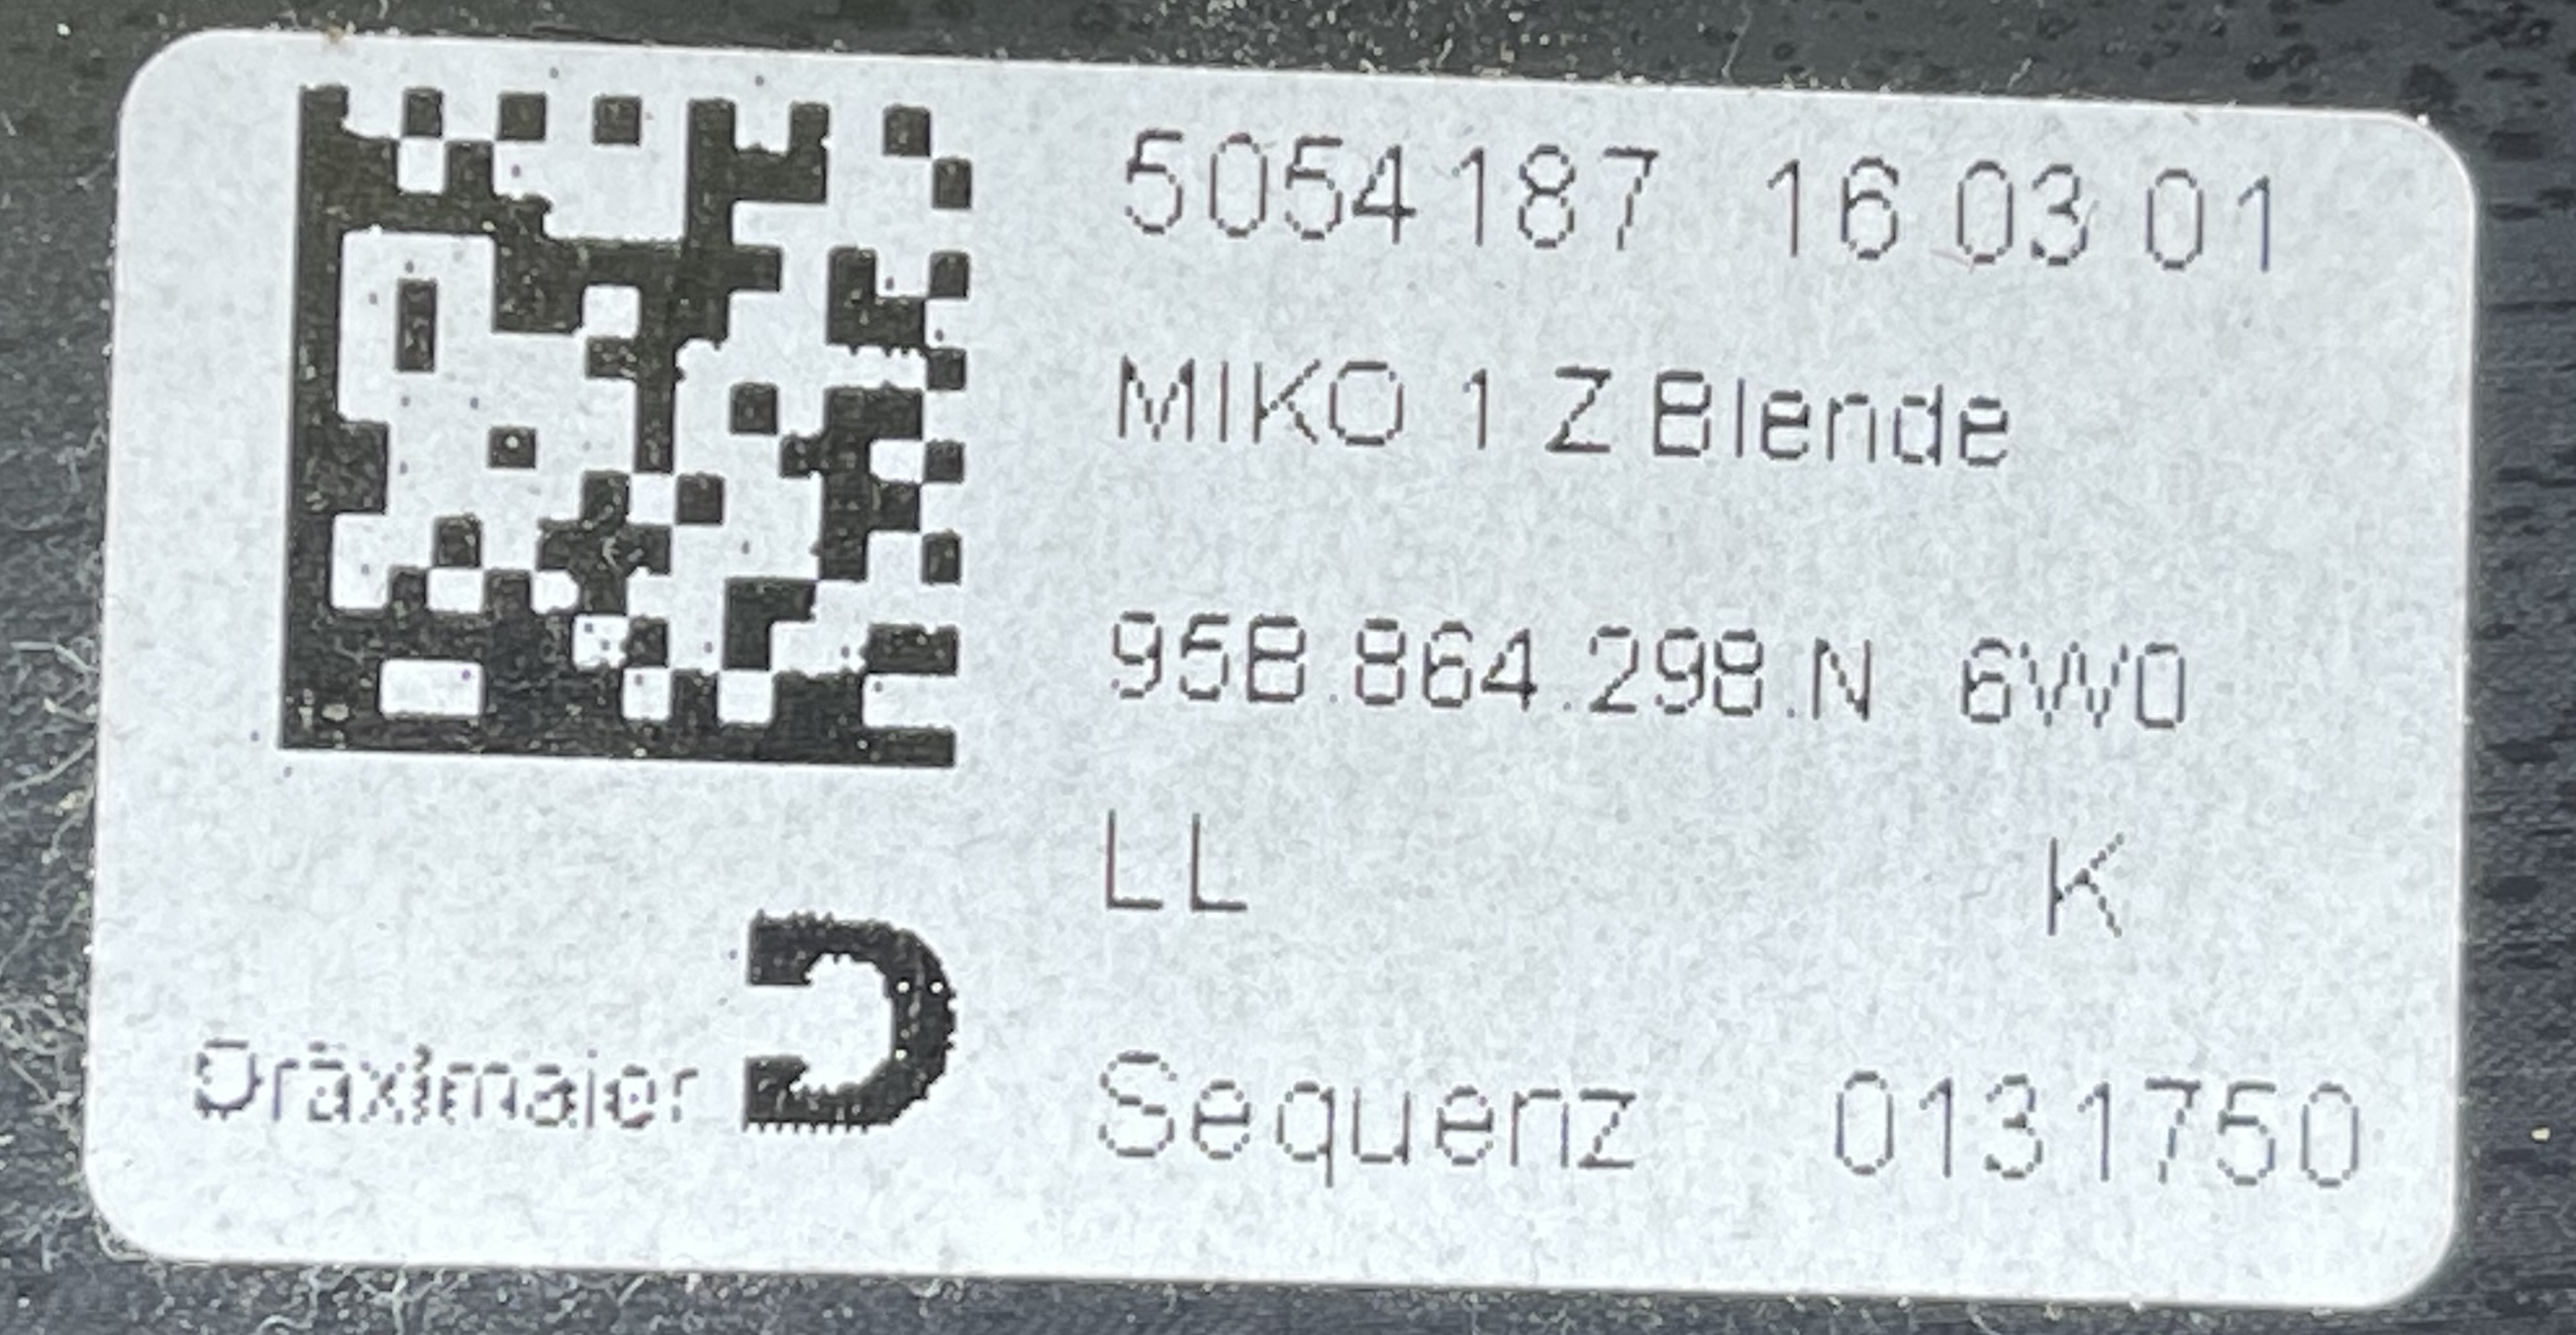 5054187 16 03 01
MIKO 1 Z Blende
95B.864.298.N 6W0
LL K
Dräxlmaier
Sequenz 0131750